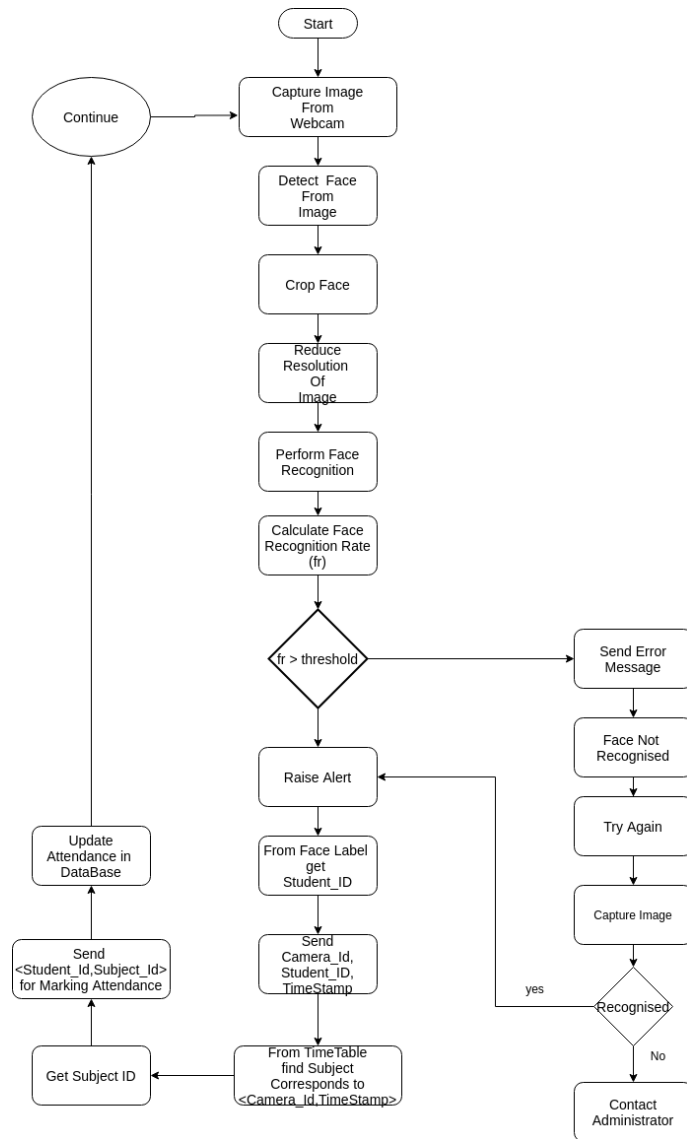 Start
Continue
Capture Image
From
Webcam
Detect Face
From
Image
Crop Face
Reduce
Resolution
Of
Image
Perform Face
Recognition
Calculate Face
Recognition Rate
(fr)
fr > threshold
Send Error
Message
Face Not
Recognised
Try Again
Capture Image
Recognised
yes
No
Contact
Administrator
Raise Alert
From Face Label
get
Student_ID
Send
Camera_Id,
Student_ID,
TimeStamp
From TimeTable
find Subject
Corresponds to
<Camera_Id,TimeStamp>
Get Subject ID
Send
<Student_Id,Subject_Id>
for Marking Attendance
Update
Attendance in
DataBase